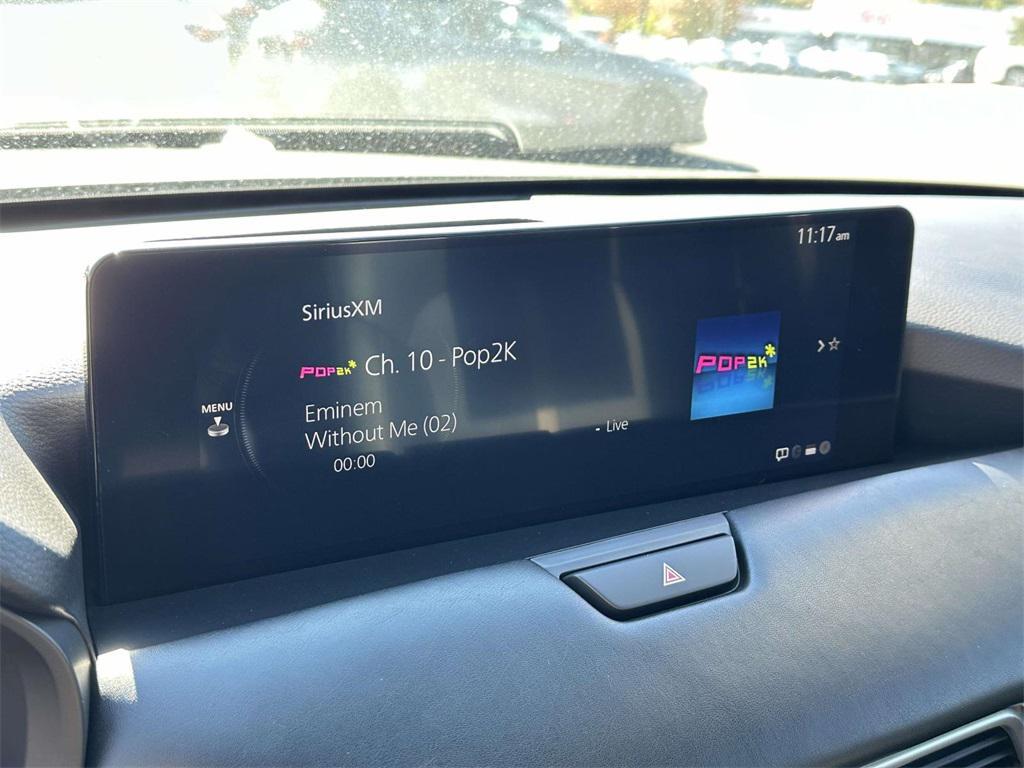 11:17am
SiriusXM
POP2K* Ch. 10 - Pop2K
POP2K*
MENU
Eminem
Without Me (02)
- Live
00:00